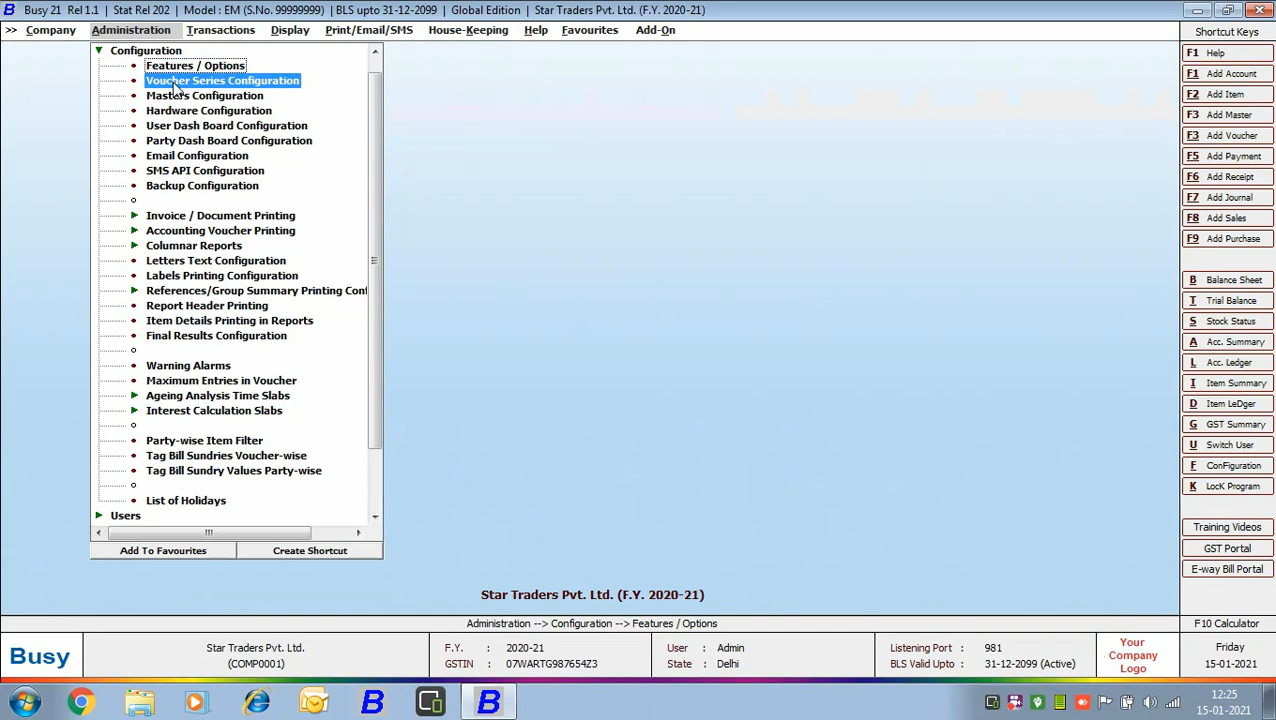 Busy 21 Rel 1.1 | Stat Rel 202 | Model : EM (S.No. 99999999) | BLS upto 31-12-2099 | Global Edition | Star Traders Pvt. Ltd. (F.Y. 2020-21)
>> Company Administration Transactions Display Print/Email/SMS House-Keeping Help Favourites Add-On
Configuration
Features / Options
Voucher Series Configuration
Masters Configuration
Hardware Configuration
User Dash Board Configuration
Party Dash Board Configuration
Email Configuration
SMS API Configuration
Backup Configuration
Invoice / Document Printing
Accounting Voucher Printing
Columnar Reports
Letters Text Configuration
Labels Printing Configuration
References/Group Summary Printing Conf
Report Header Printing
Item Details Printing in Reports
Final Results Configuration
Warning Alarms
Maximum Entries in Voucher
Ageing Analysis Time Slabs
Interest Calculation Slabs
Party-wise Item Filter
Tag Bill Sundries Voucher-wise
Tag Bill Sundry Values Party-wise
List of Holidays
Users
Add To Favourites Create Shortcut
Shortcut Keys
F1 Help
F1 Add Account
F2 Add Item
F3 Add Master
F3 Add Voucher
F5 Add Payment
F6 Add Receipt
F7 Add Journal
F8 Add Sales
F9 Add Purchase
B Balance Sheet
T Trial Balance
S Stock Status
A Acc. Summary
L Acc. Ledger
I Item Summary
D Item LeDger
G GST Summary
U Switch User
F ConFiguration
K LocK Program
Training Videos
GST Portal
E-way Bill Portal
Star Traders Pvt. Ltd. (F.Y. 2020-21)
Administration --> Configuration --> Features / Options
F10 Calculator
Busy
Star Traders Pvt. Ltd.
(COMP0001)
F.Y. 2020-21
GSTIN : 07WARTG987654Z3
User : Admin
State : Delhi
Listening Port : 981
BLS Valid Upto : 31-12-2099 (Active)
Your
Company
Logo
Friday
15-01-2021
12:25
15-01-2021